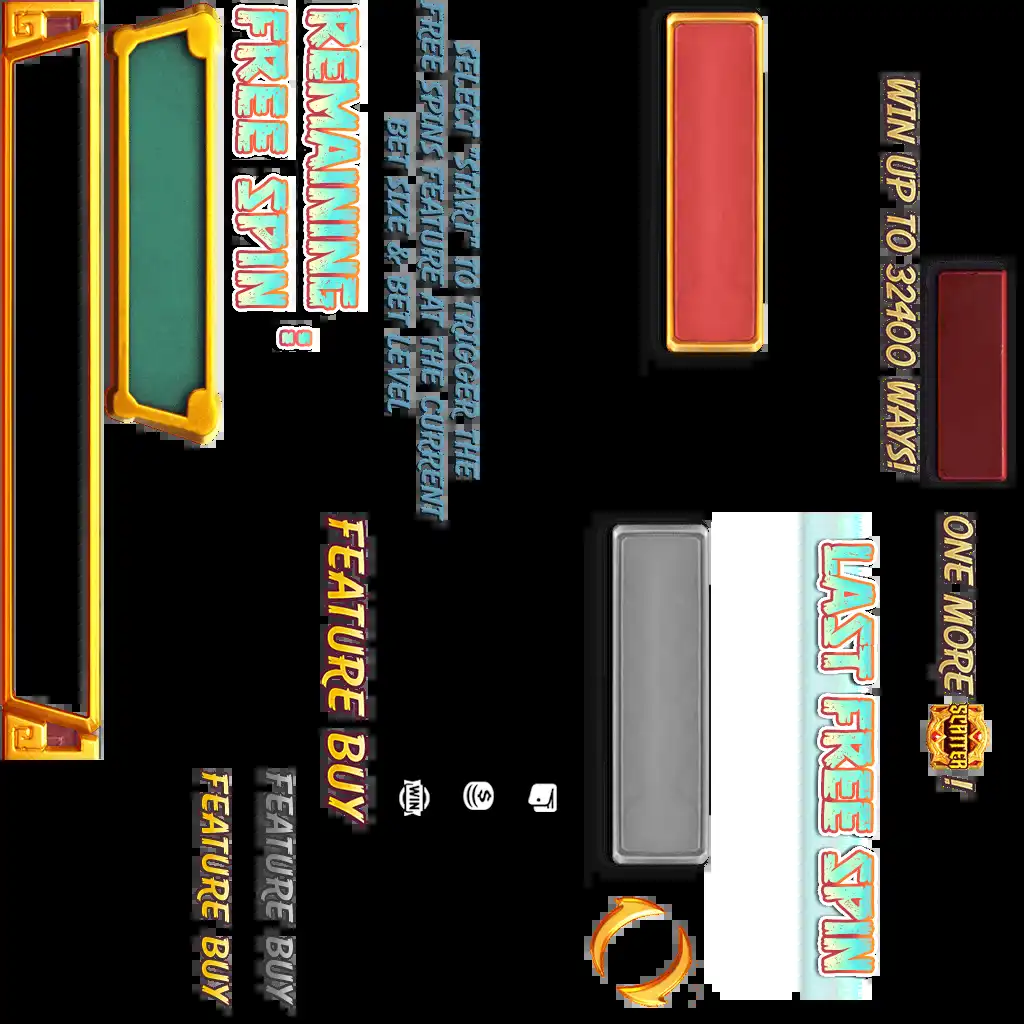 REMAINING
FREE SPIN :
SELECT "START" TO TRIGGER THE
FREE SPINS FEATURE AT THE CURRENT
BET SIZE & BET LEVEL
WIN UP TO 32400 WAYS!
ONE MORE SCATTER !
LAST FREE SPIN
FEATURE BUY
WIN
$
FEATURE BUY
FEATURE BUY